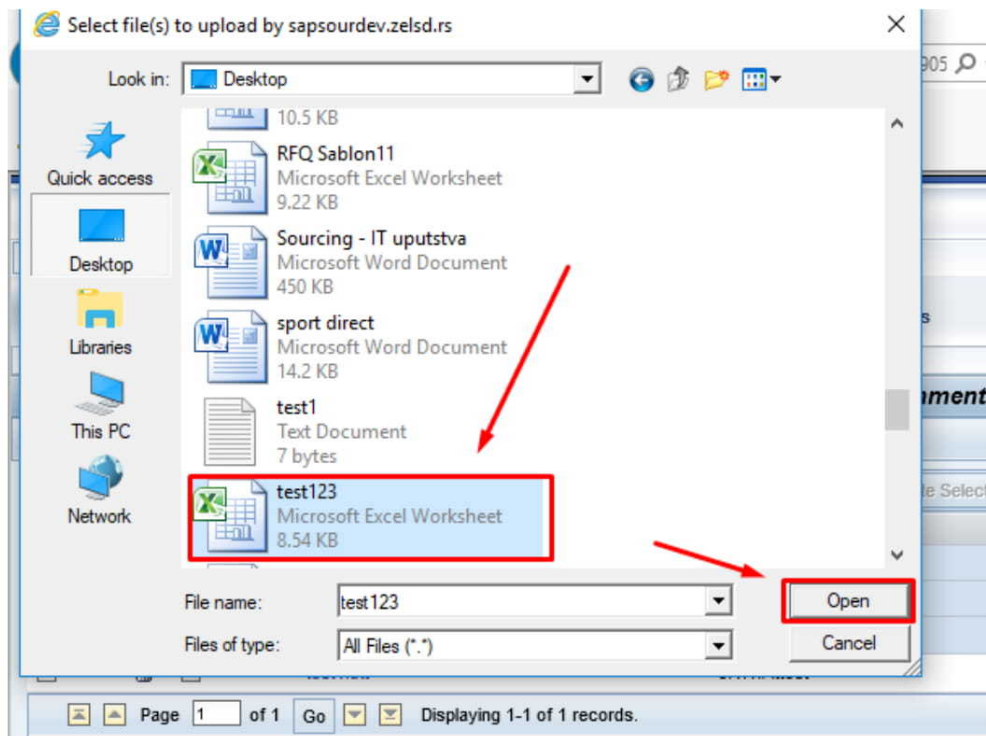 Select file(s) to upload by sapsourdev.zelsd.rs
905
Look in: Desktop
10.5 KB
RFQ Sablon11
Microsoft Excel Worksheet
9.22 KB
Quick access
Sourcing - IT uputstva
Microsoft Word Document
450 KB
Desktop
sport direct
Microsoft Word Document
14.2 KB
Libraries
test1
Text Document
7 bytes
This PC
test123
Microsoft Excel Worksheet
8.54 KB
Network
File name: test123 Open
Files of type: All Files (*.*) Cancel
Page 1 of 1 Go Displaying 1-1 of 1 records.